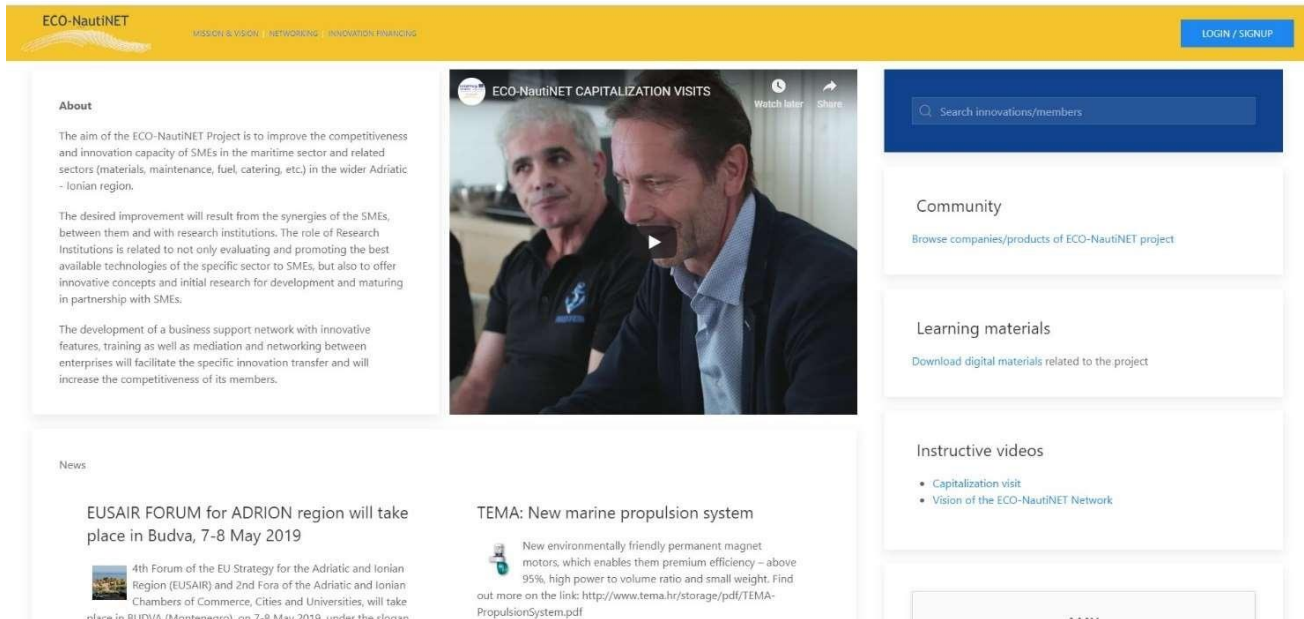 ECO-NautiNET
MISSION & VISION | NETWORKING | INNOVATION FINANCING
LOGIN / SIGNUP
About
The aim of the ECO-NautiNET Project is to improve the competitiveness
and innovation capacity of SMEs in the maritime sector and related
sectors (materials, maintenance, fuel, catering, etc.) in the wider Adriatic
- Ionian region.
The desired improvement will result from the synergies of the SMEs,
between them and with research institutions. The role of Research
Institutions is related to not only evaluating and promoting the best
available technologies of the specific sector to SMEs, but also to offer
innovative concepts and initial research for development and maturing
in partnership with SMEs.
The development of a business support network with innovative
features, training as well as mediation and networking between
enterprises will facilitate the specific innovation transfer and will
increase the competitiveness of its members.
ECO-NautiNET CAPITALIZATION VISITS
Watch later
Share
Search innovations/members
Community
Browse companies/products of ECO-NautiNET project
Learning materials
Download digital materials related to the project
Instructive videos
Capitalization visit
Vision of the ECO-NautiNET Network
News
EUSAIR FORUM for ADRION region will take
place in Budva, 7-8 May 2019
4th Forum of the EU Strategy for the Adriatic and Ionian
Region (EUSAIR) and 2nd Fora of the Adriatic and Ionian
Chambers of Commerce, Cities and Universities, will take
place in BUDVA (Montenegro), on 7-8 May 2019, under the slogan
TEMA: New marine propulsion system
New environmentally friendly permanent magnet
motors, which enables them premium efficiency – above
95%, high power to volume ratio and small weight. Find
out more on the link: http://www.tema.hr/storage/pdf/TEMA-
PropulsionSystem.pdf